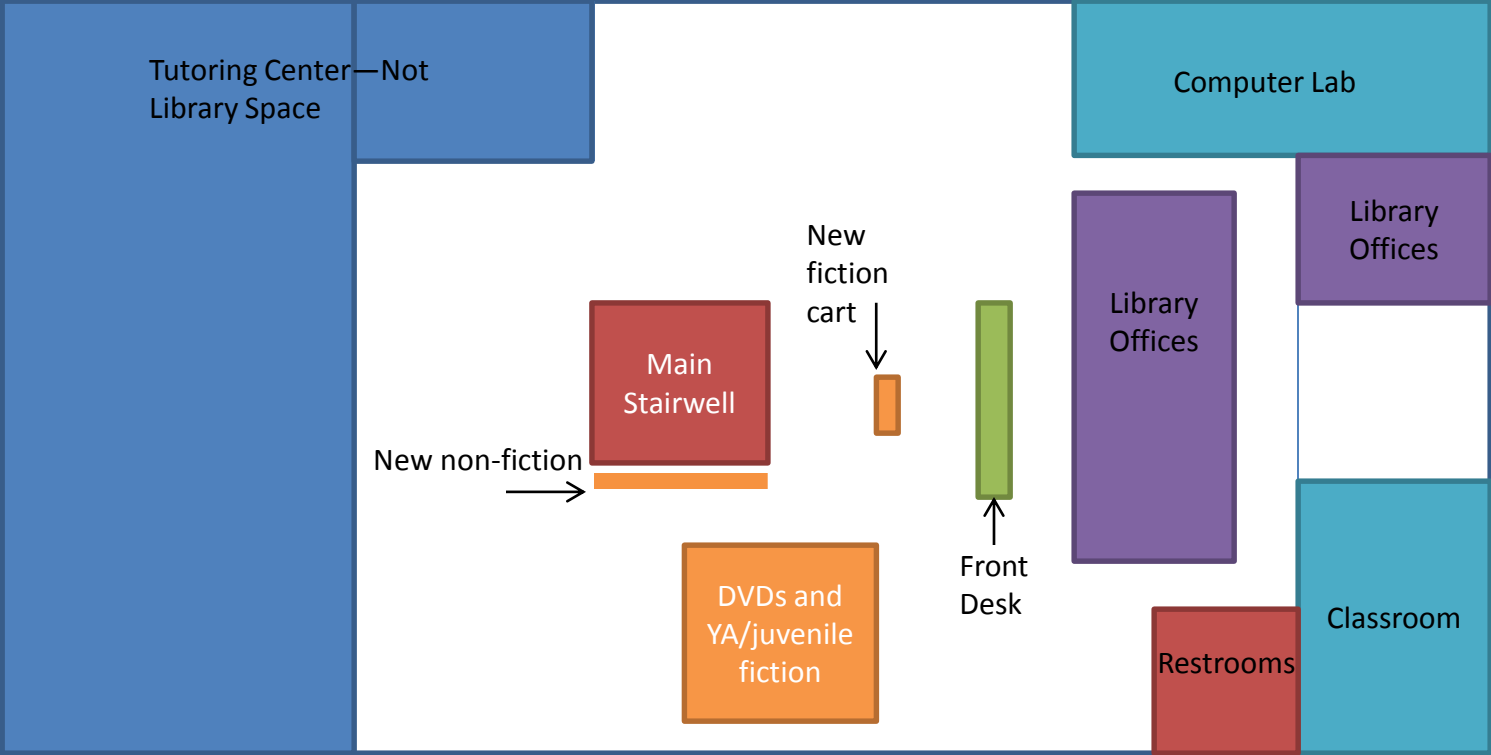 Tutoring Center—Not
Library Space
Computer Lab
Library
Offices
New
fiction
cart
Library
Offices
Main
Stairwell
New non-fiction
Front
Desk
DVDs and
YA/juvenile
fiction
Classroom
Restrooms